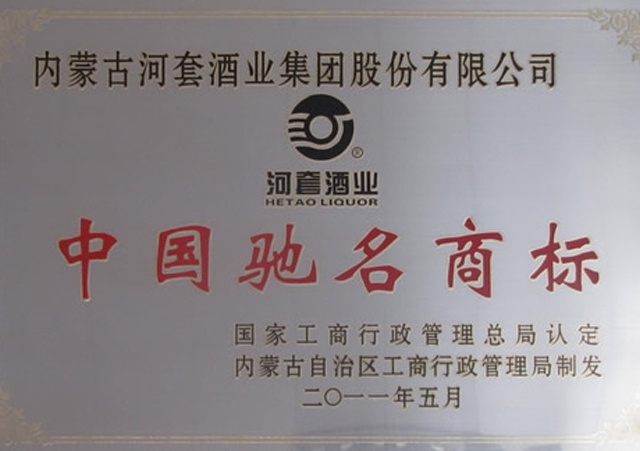 内蒙古河套酒业集团股份有限公司
®
河套酒业
HETAO LIQUOR
中国驰名商标
国家工商行政管理总局认定
内蒙古自治区工商行政管理局制发
二〇一一年五月